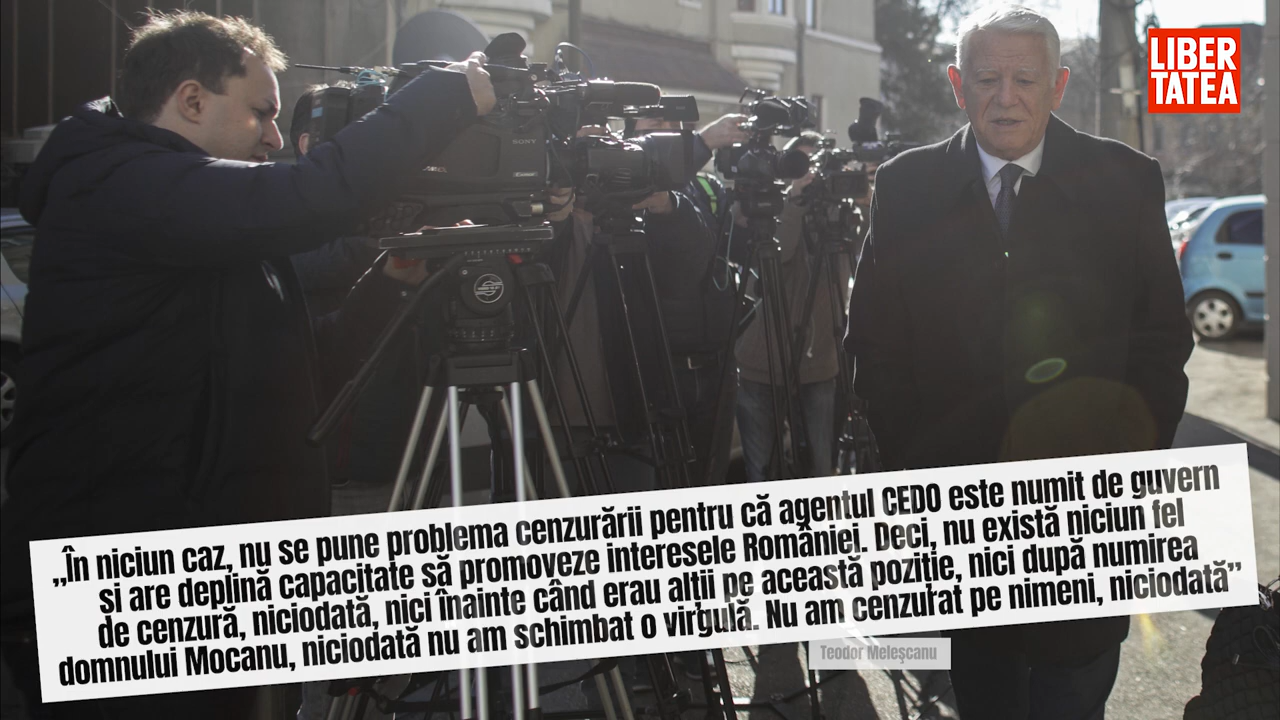 LIBER
TATEA
SONY
„În niciun caz, nu se pune problema cenzurării pentru că agentul CEDO este numit de guvern
și are deplină capacitate să promoveze interesele României. Deci, nu există niciun fel
de cenzură, niciodată, nici înainte când erau alții pe această poziție, nici după numirea
domnului Mocanu, niciodată nu am schimbat o virgulă. Nu am cenzurat pe nimeni, niciodată”
Teodor Meleșcanu